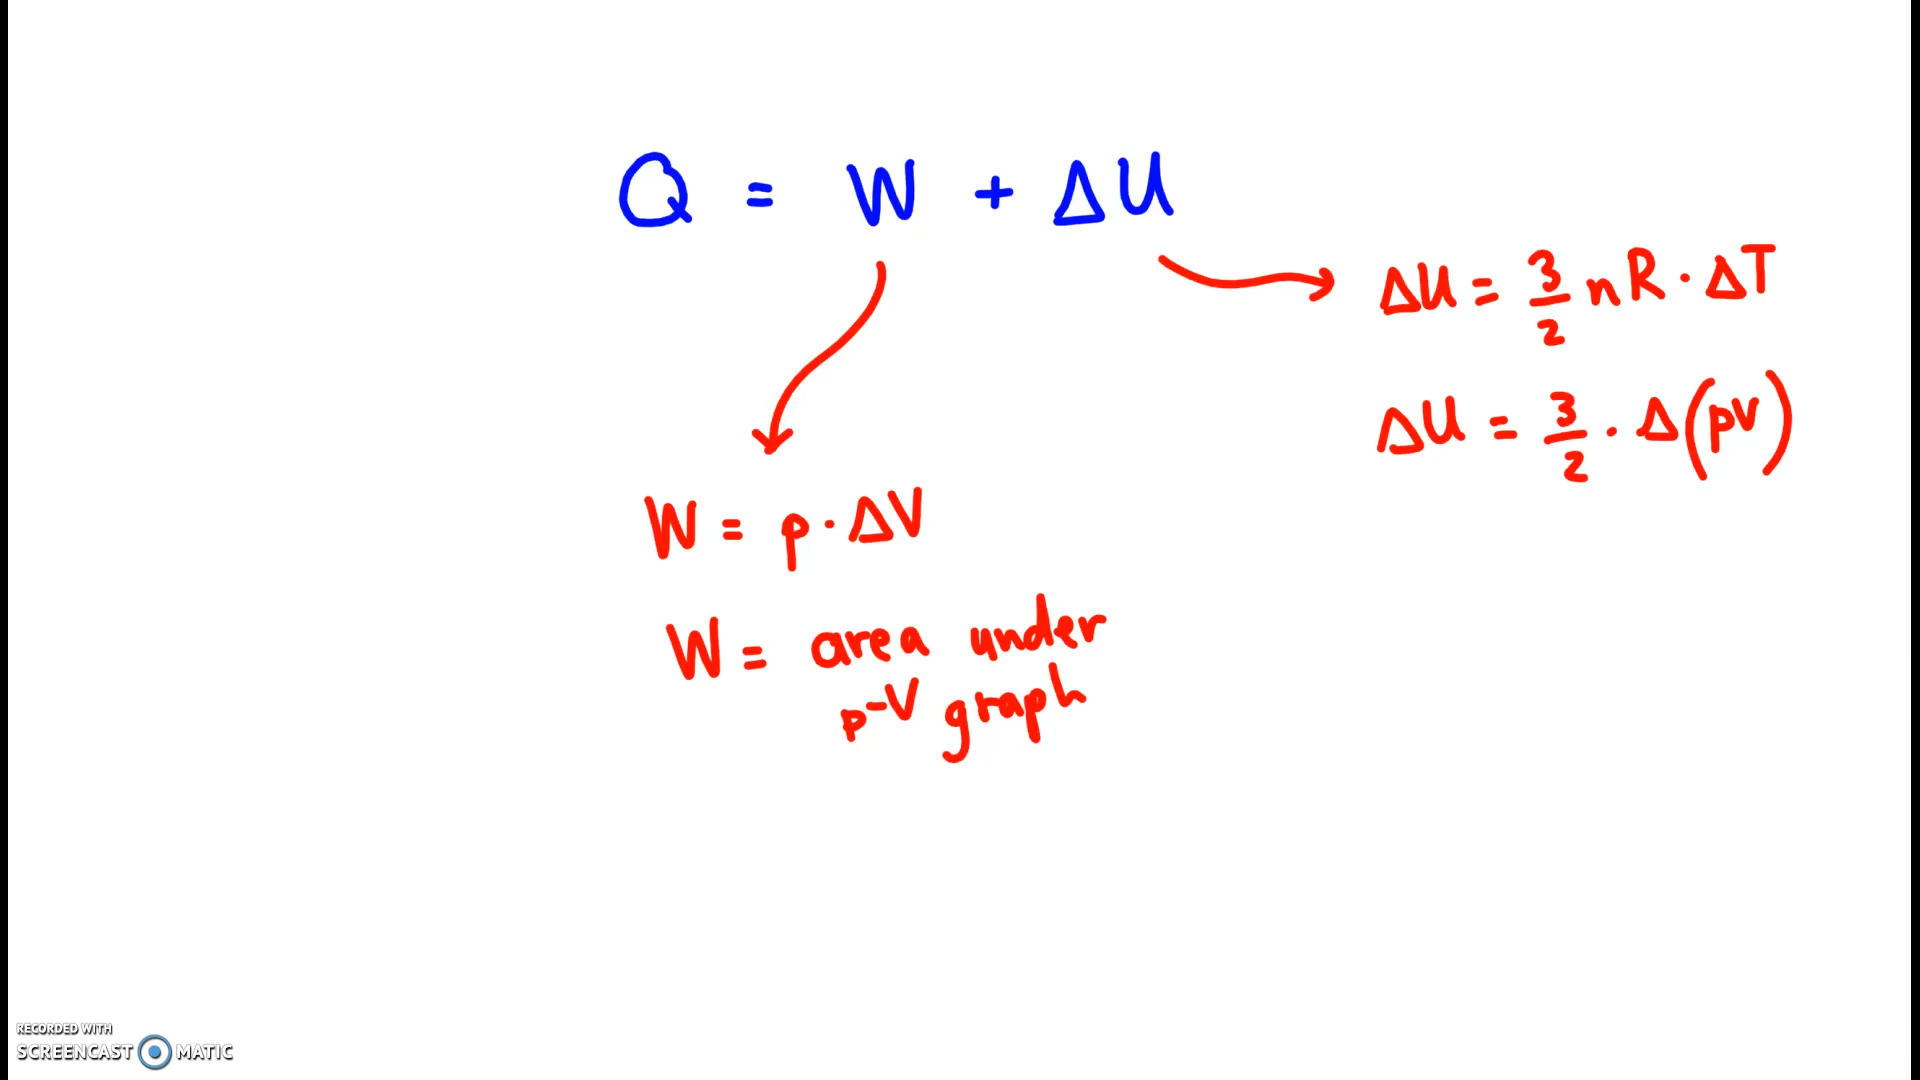 Q = W + ΔU
ΔU = 3/2 nR · ΔT
ΔU = 3/2 · Δ(pV)
W = p · ΔV
W = area under
p-V graph
RECORDED WITH
SCREENCAST MATIC